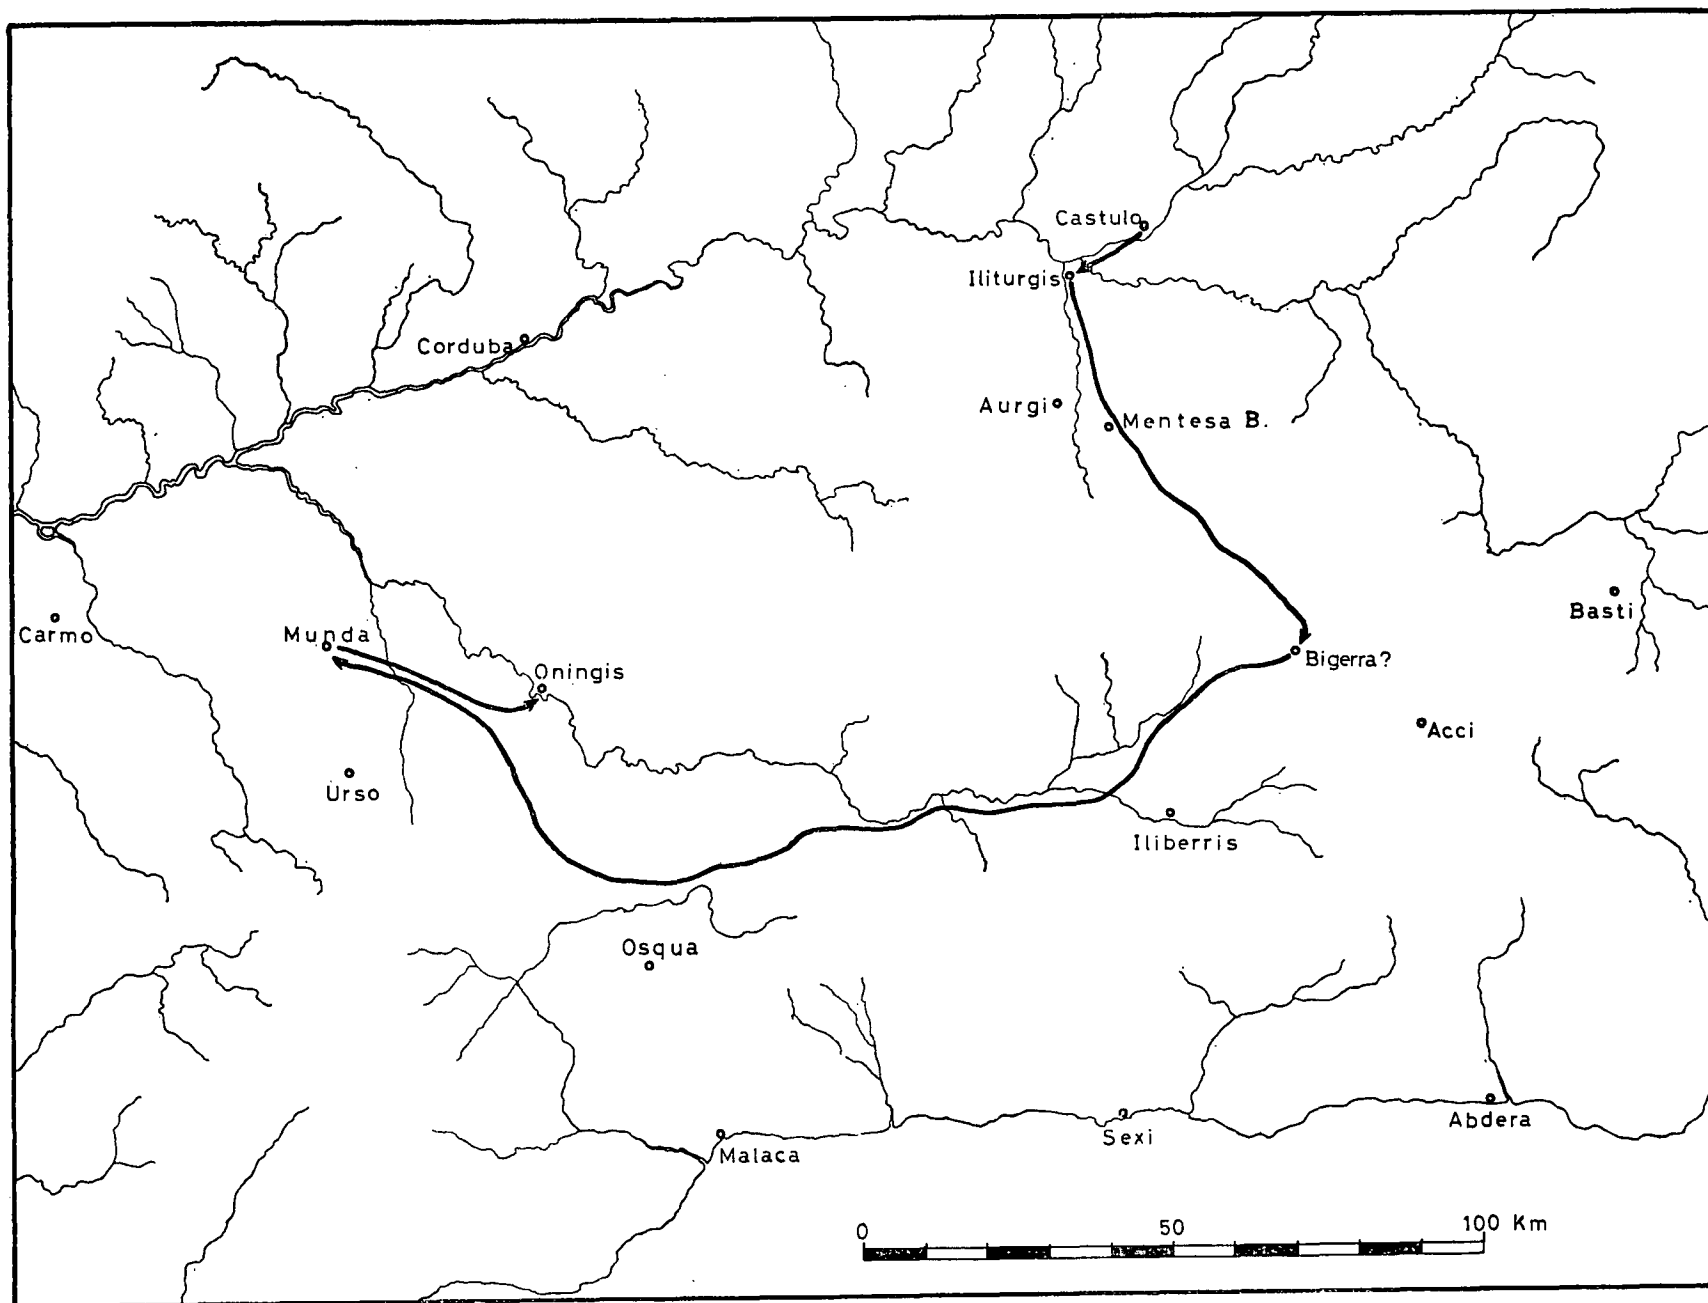 Castulo
Iliturgis
Corduba
Aurgi
Mentesa B.
Basti
Carmo
Munda
Bigerra?
Oningis
Acci
Urso
Iliberris
Osqua
Abdera
Sexi
Malaca
0 50 100 Km